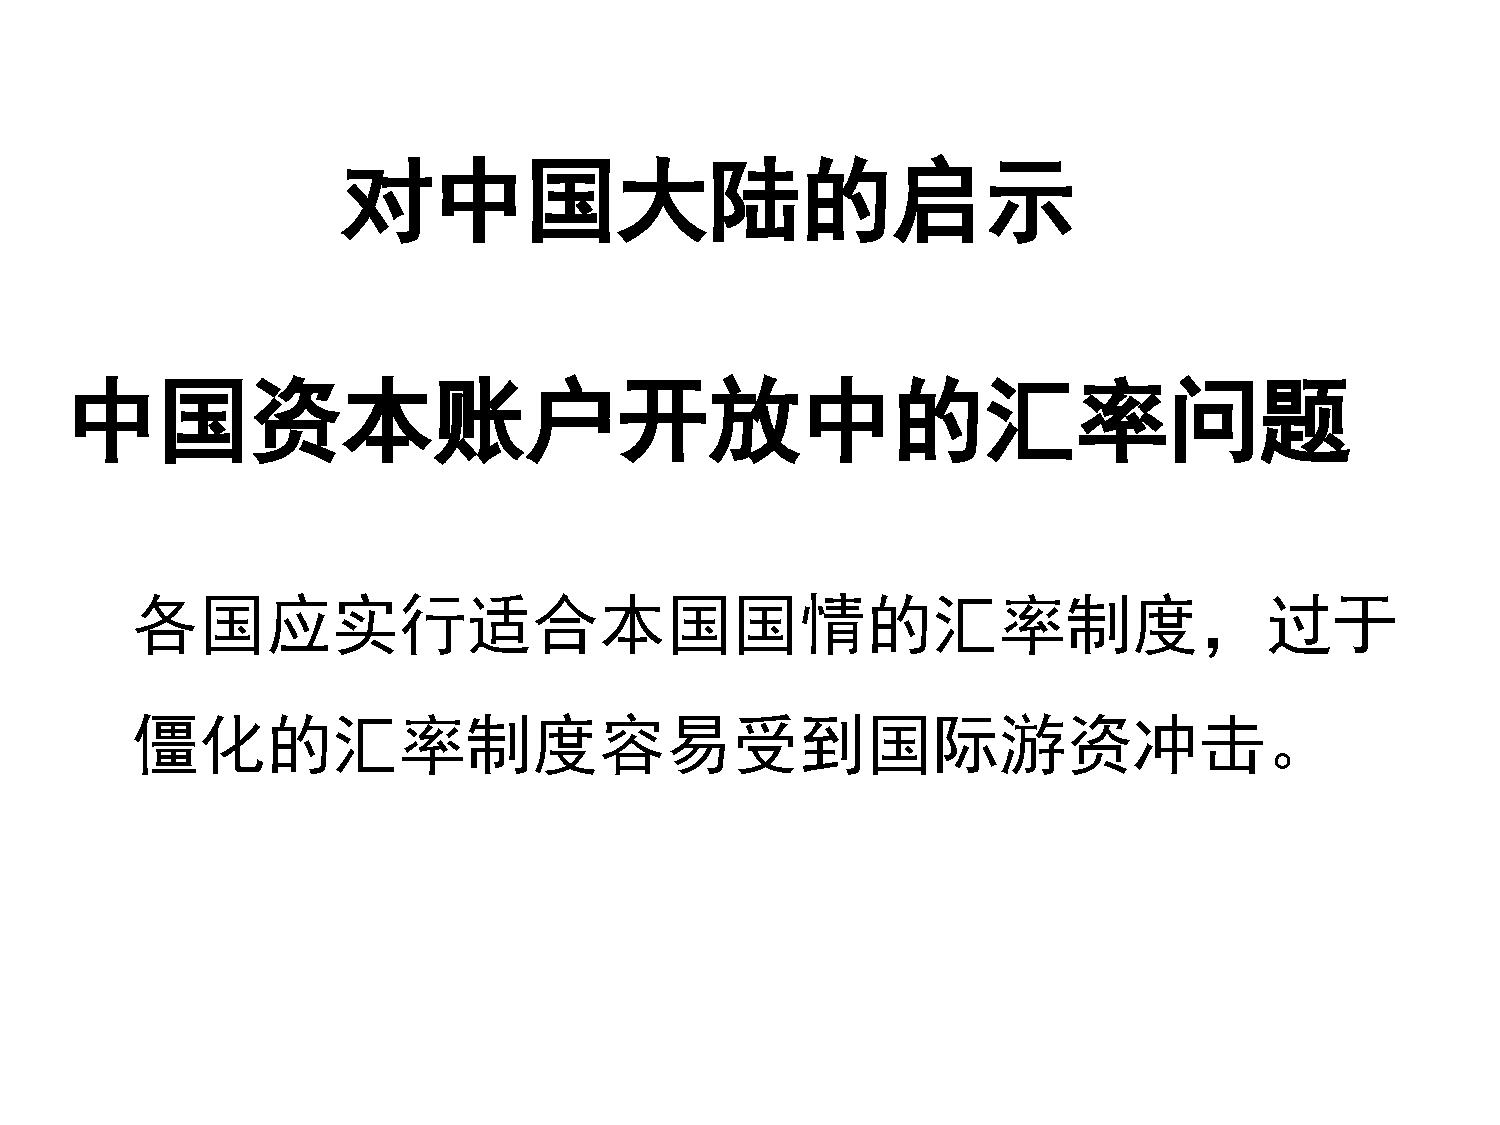 对中国大陆的启示
中国资本账户开放中的汇率问题
各国应实行适合本国国情的汇率制度，过于
僵化的汇率制度容易受到国际游资冲击。